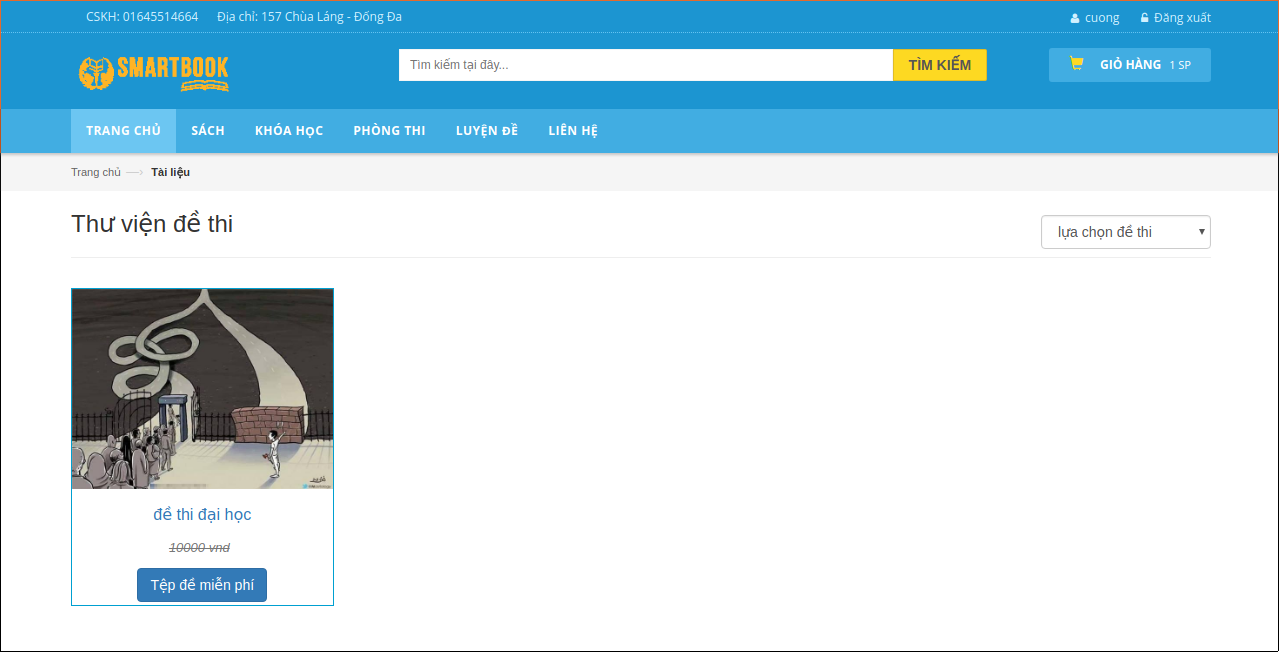 CSKH: 01645514664 Địa chỉ: 157 Chùa Láng - Đống Đa cuong Đăng xuất
SMARTBOOK
Tìm kiếm tại đây... TÌM KIẾM GIỎ HÀNG 1 SP
TRANG CHỦ SÁCH KHÓA HỌC PHÒNG THI LUYỆN ĐỀ LIÊN HỆ
Trang chủ Tài liệu
Thư viện đề thi
lựa chọn đề thi
đề thi đại học
10000 vnd
Tệp đề miễn phí